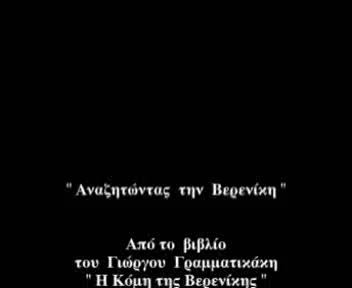 " Αναζητώντας την Βερενίκη "
Από το βιβλίο
του Γιώργου Γραμματικάκη
" Η Κόμη της Βερενίκης "